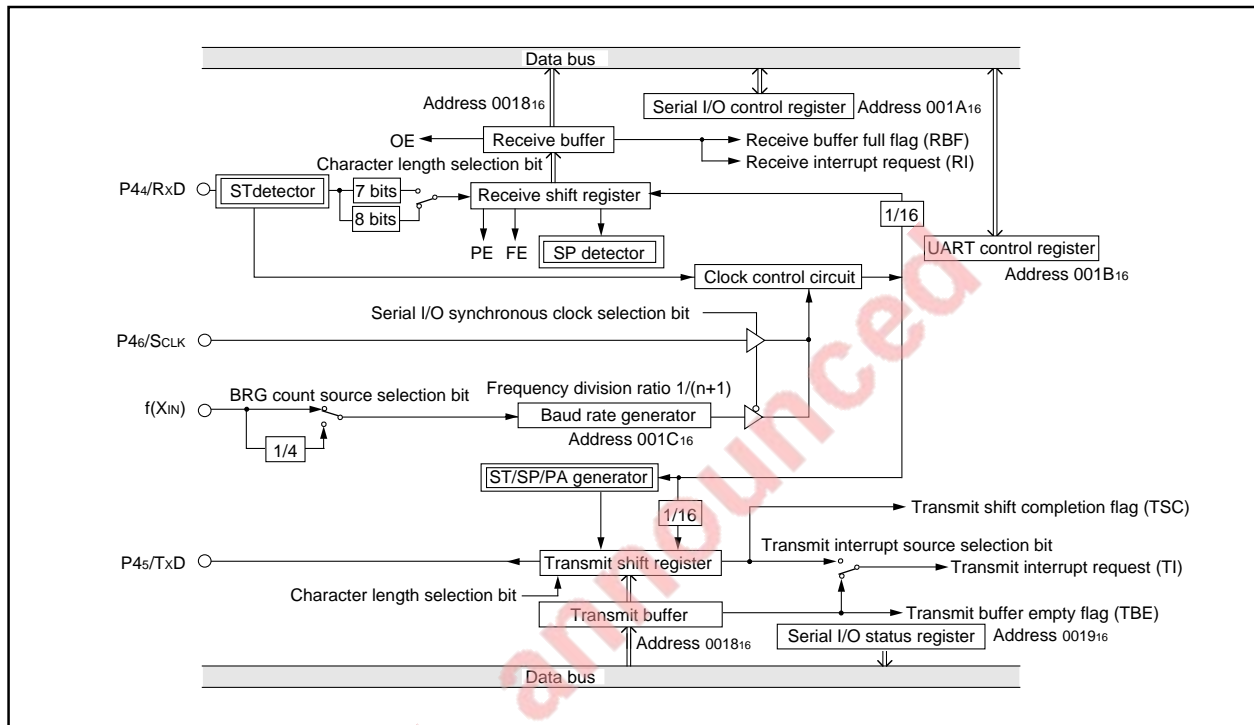 Data bus
Address 0018₁₆
Serial I/O control register Address 001A₁₆
OE Receive buffer Receive buffer full flag (RBF)
Receive interrupt request (RI)
Character length selection bit
P4₄/RXD STdetector 7 bits Receive shift register
8 bits
1/16
PE FE SP detector UART control register
Clock control circuit Address 001B₁₆
Serial I/O synchronous clock selection bit
P4₆/SCLK
BRG count source selection bit Frequency division ratio 1/(n+1)
f(XIN) Baud rate generator
Address 001C₁₆
1/4
ST/SP/PA generator
1/16 Transmit shift completion flag (TSC)
Transmit interrupt source selection bit
P4₅/TXD Transmit shift register Transmit interrupt request (TI)
Character length selection bit
Transmit buffer Transmit buffer empty flag (TBE)
Address 0018₁₆ Serial I/O status register Address 0019₁₆
Data bus
announced